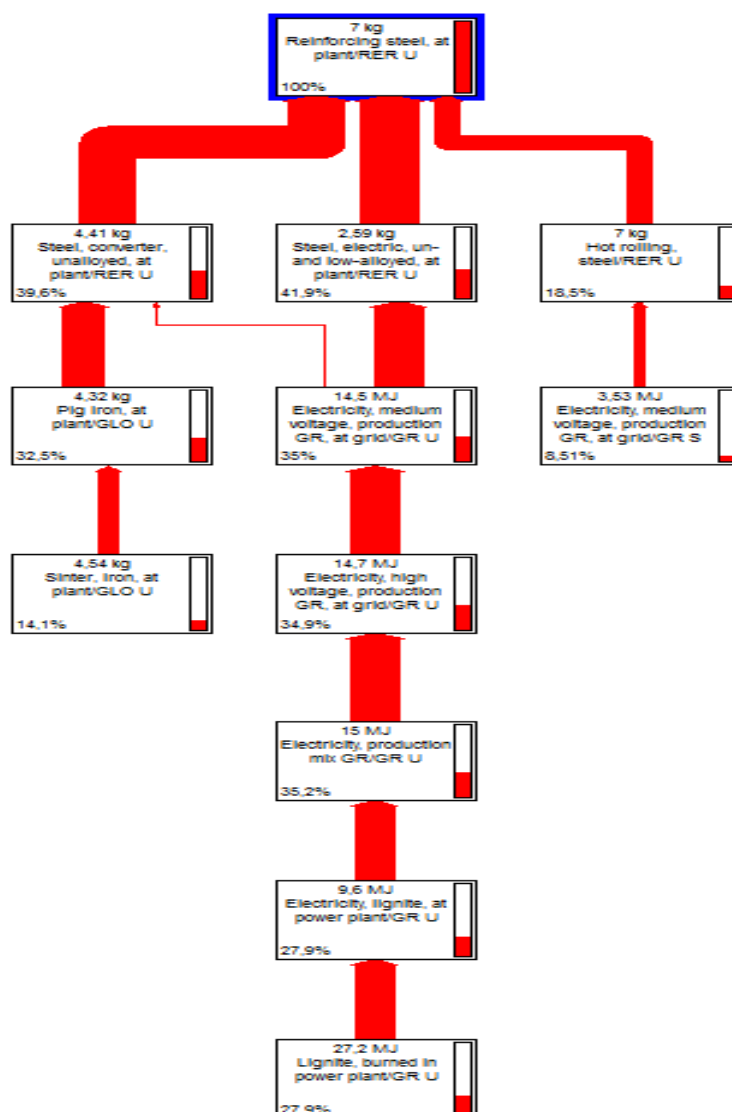 7 kg
Reinforcing steel, at
plant/RER U
100%
4,41 kg
Steel, converter,
unalloyed, at
plant/RER U
39,6%
2,59 kg
Steel, electric, un-
and low-alloyed, at
plant/RER U
41,9%
7 kg
Hot rolling,
steel/RER U
18,5%
4,32 kg
Pig iron, at
plant/GLO U
32,5%
14,5 MJ
Electricity, medium
voltage, production
GR, at grid/GR U
35%
3,53 MJ
Electricity, medium
voltage, production
GR, at grid/GR S
8,51%
4,54 kg
Sinter, iron, at
plant/GLO U
14,1%
14,7 MJ
Electricity, high
voltage, production
GR, at grid/GR U
34,9%
15 MJ
Electricity, production
mix GR/GR U
35,2%
9,6 MJ
Electricity, lignite, at
power plant/GR U
27,9%
27,2 MJ
Lignite, burned in
power plant/GR U
27,9%